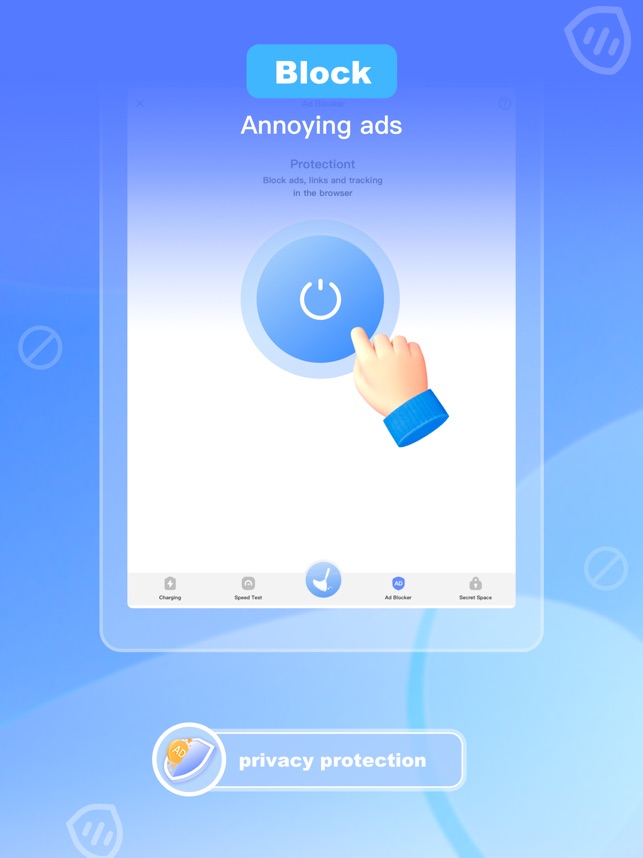 Block
Ad Blocker
Annoying ads
Protectiont
Block ads, links and tracking
in the browser
AD
Charging
Speed Test
Ad Blocker
Secret Space
AD
privacy protection